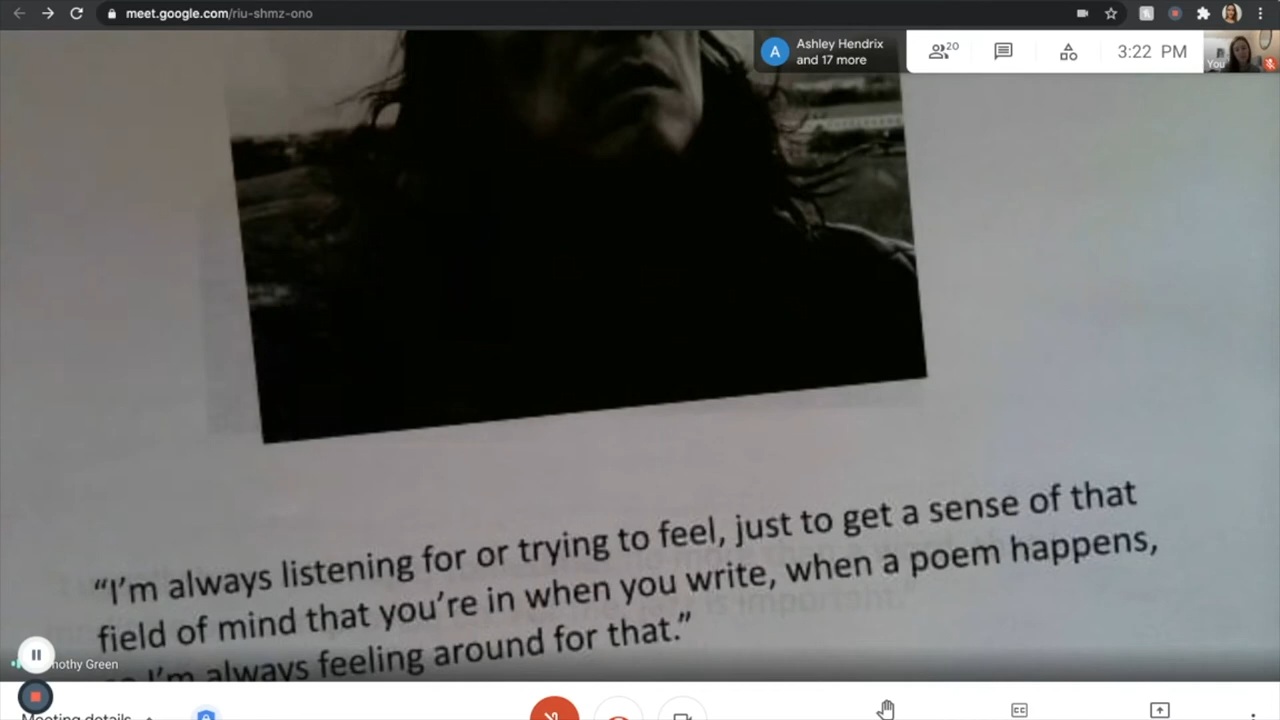 meet.google.com/riu-shmz-ono
Ashley Hendrix
and 17 more
A
20
3:22 PM
You
"I'm always listening for or trying to feel, just to get a sense of that
field of mind that you're in when you write, when a poem happens,
I'm always feeling around for that."
mothy Green
Meeting details
CC